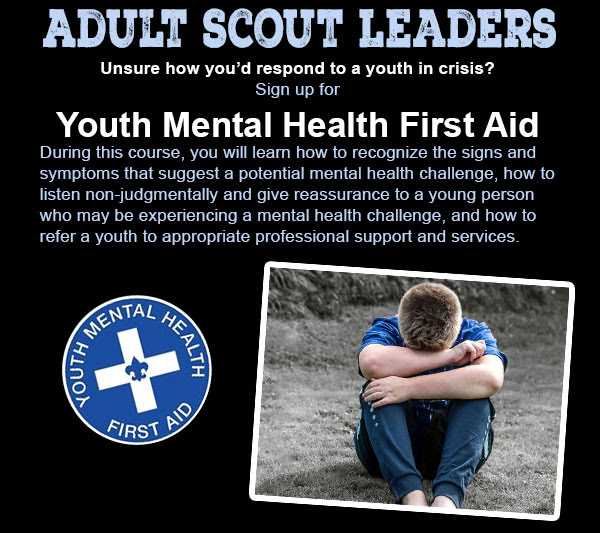 ADULT SCOUT LEADERS
Unsure how you’d respond to a youth in crisis?
Sign up for
Youth Mental Health First Aid
During this course, you will learn how to recognize the signs and
symptoms that suggest a potential mental health challenge, how to
listen non-judgmentally and give reassurance to a young person
who may be experiencing a mental health challenge, and how to
refer a youth to appropriate professional support and services.
YOUTH MENTAL HEALTH
FIRST AID